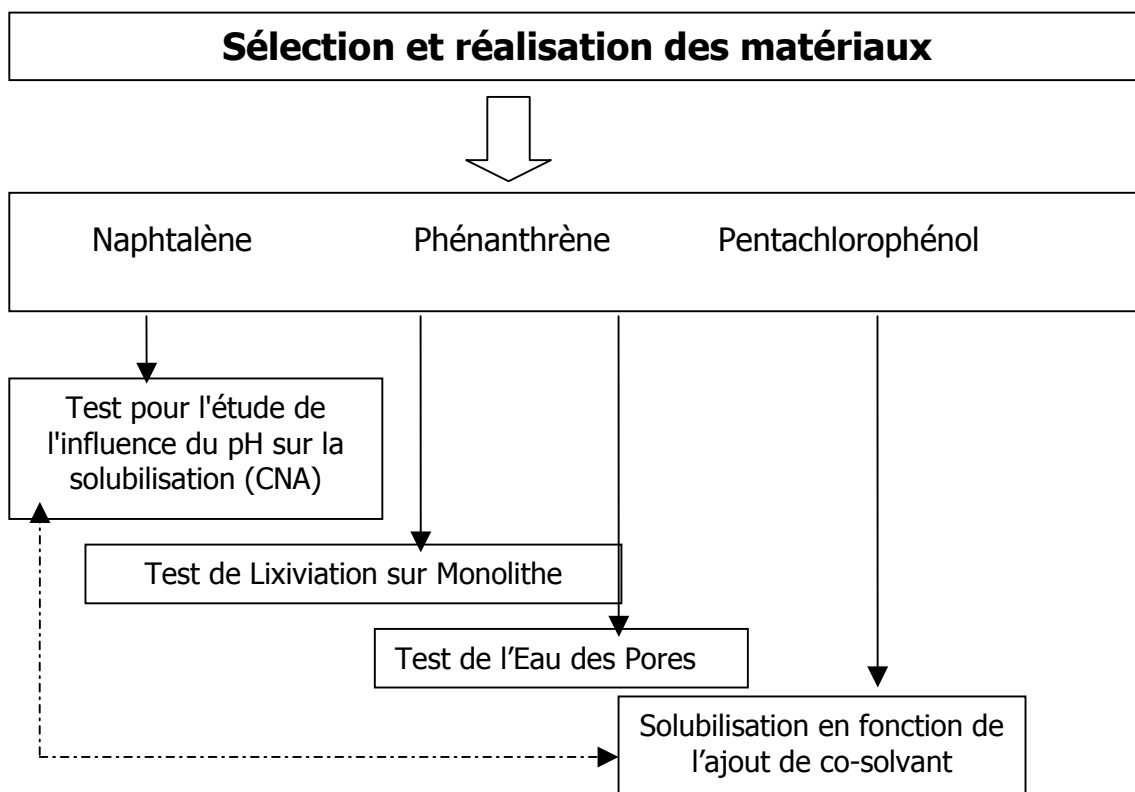 Sélection et réalisation des matériaux
Naphtalène Phénanthrène Pentachlorophénol
Test pour l'étude de
l'influence du pH sur la
solubilisation (CNA)
Test de Lixiviation sur Monolithe
Test de l’Eau des Pores
Solubilisation en fonction de
l’ajout de co-solvant